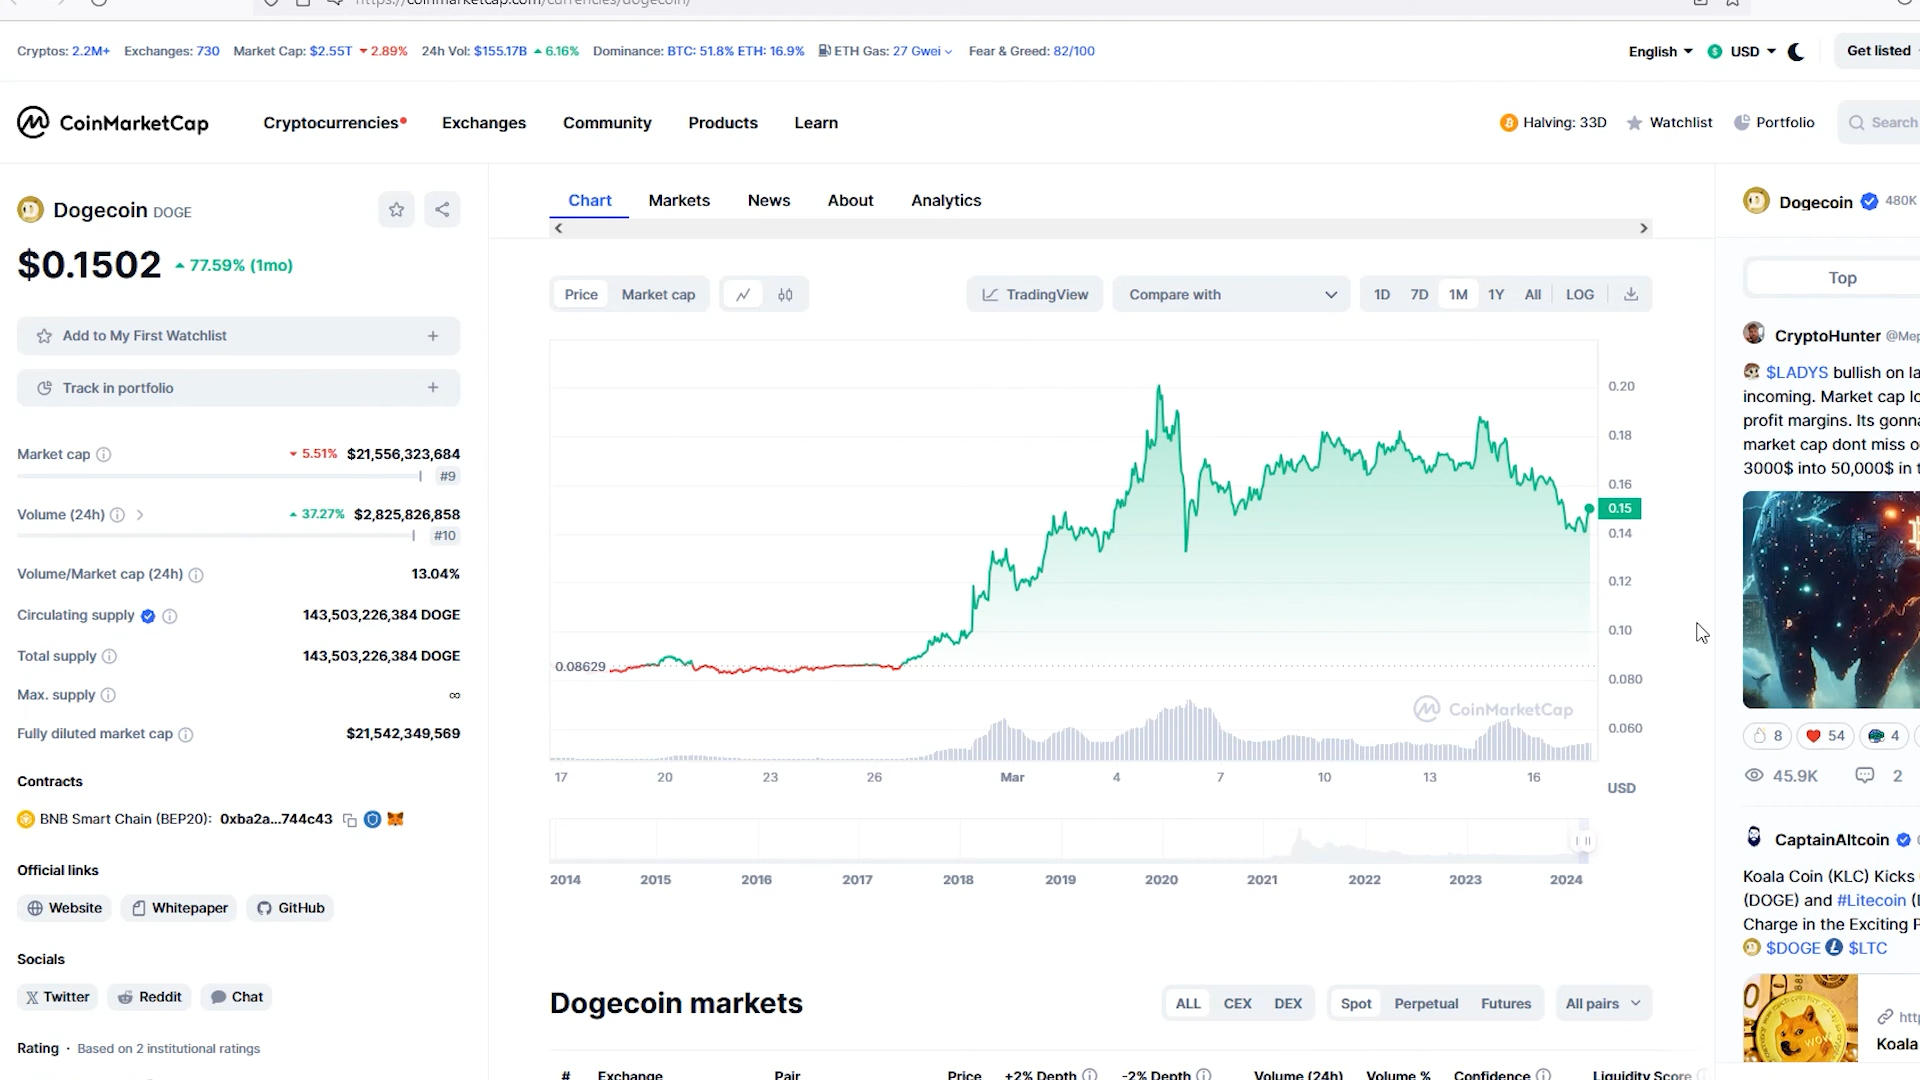 https://coinmarketcap.com/currencies/dogecoin/
Cryptos: 2.2M+ Exchanges: 730 Market Cap: $2.55T 2.89% 24h Vol: $155.17B 6.16% Dominance: BTC: 51.8% ETH: 16.9% ETH Gas: 27 Gwei Fear & Greed: 82/100
English USD Get listed
CoinMarketCap Cryptocurrencies Exchanges Community Products Learn
Halving: 33D Watchlist Portfolio Search
Dogecoin DOGE
$0.1502 77.59% (1mo)
Add to My First Watchlist +
Track in portfolio +
Market cap 5.51% $21,556,323,684
#9
Volume (24h) 37.27% $2,825,826,858
#10
Volume/Market cap (24h) 13.04%
Circulating supply 143,503,226,384 DOGE
Total supply 143,503,226,384 DOGE
Max. supply ∞
Fully diluted market cap $21,542,349,569
Contracts
BNB Smart Chain (BEP20): 0xba2a...744c43
Official links
Website Whitepaper GitHub
Socials
Twitter Reddit Chat
Rating · Based on 2 institutional ratings
Chart Markets News About Analytics
Price Market cap TradingView Compare with 1D 7D 1M 1Y All LOG
0.20
0.18
0.16
0.15
0.14
0.12
0.10
0.08629
0.080
CoinMarketCap
0.060
17 20 23 26 Mar 4 7 10 13 16
USD
2014 2015 2016 2017 2018 2019 2020 2021 2022 2023 2024
Dogecoin markets
ALL CEX DEX Spot Perpetual Futures All pairs
# Exchange Pair Price +2% Depth -2% Depth Volume (24h) Volume % Confidence Liquidity Score
Dogecoin 480K
Top
CryptoHunter
$LADYS bullish on
incoming. Market cap
profit margins. Its
market cap dont miss
3000$ into 50,000$ in
8 54 4
45.9K 2
CaptainAltcoin
Koala Coin (KLC) Kicks
(DOGE) and #Litecoin
Charge in the Exciting
$DOGE $LTC
WOW
Koala